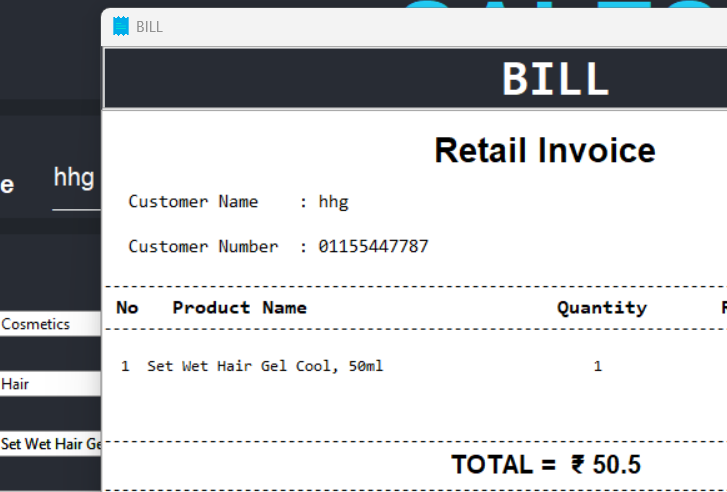 BILL
BILL
Retail Invoice
e hhg
Customer Name : hhg
Customer Number : 01155447787
No Product Name Quantity
Cosmetics
1 Set Wet Hair Gel Cool, 50ml 1
Hair
Set Wet Hair Ge
TOTAL = ₹ 50.5